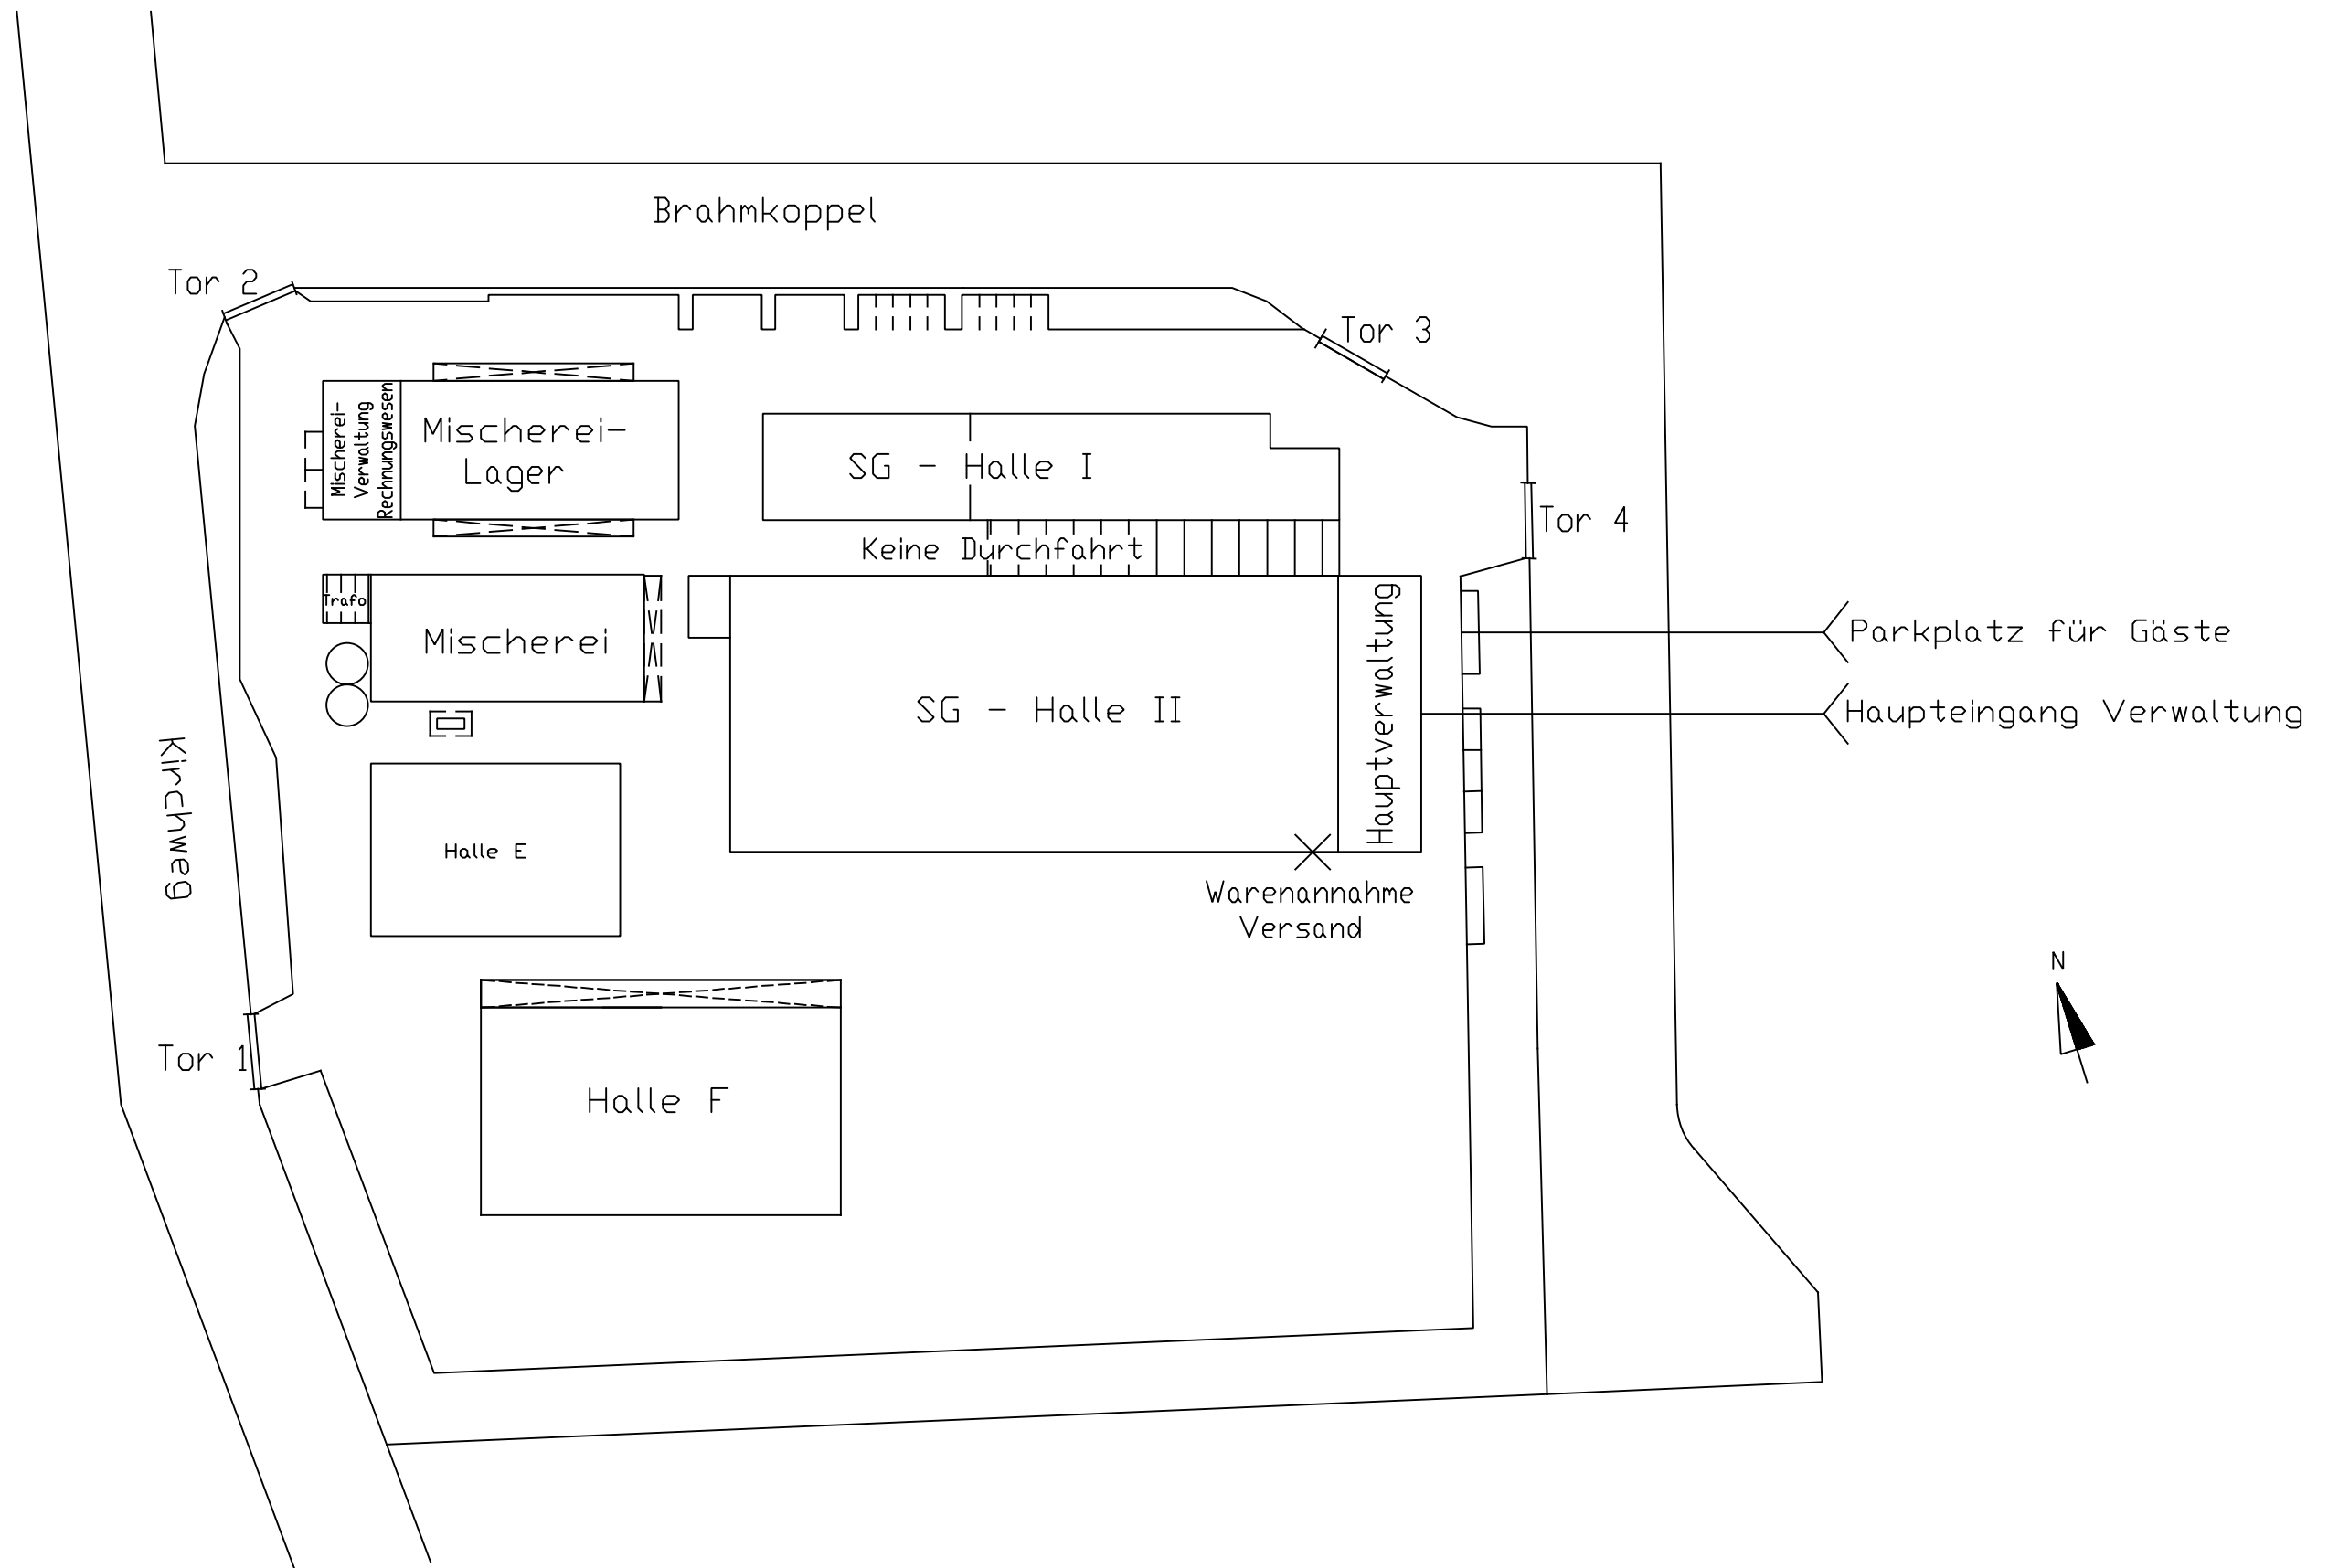 Brahmkoppel
Tor 2
Tor 3
Mischerei-
Verwaltung
Rechnungswesen
Mischerei-
Lager
SG - Halle I
Tor 4
Keine Durchfahrt
Trafo
Mischerei
Hauptverwaltung
Parkplatz für Gäste
SG - Halle II
Haupteingang Verwaltung
Kirchweg
Halle E
Warenannahme
Versand
N
Tor 1
Halle F